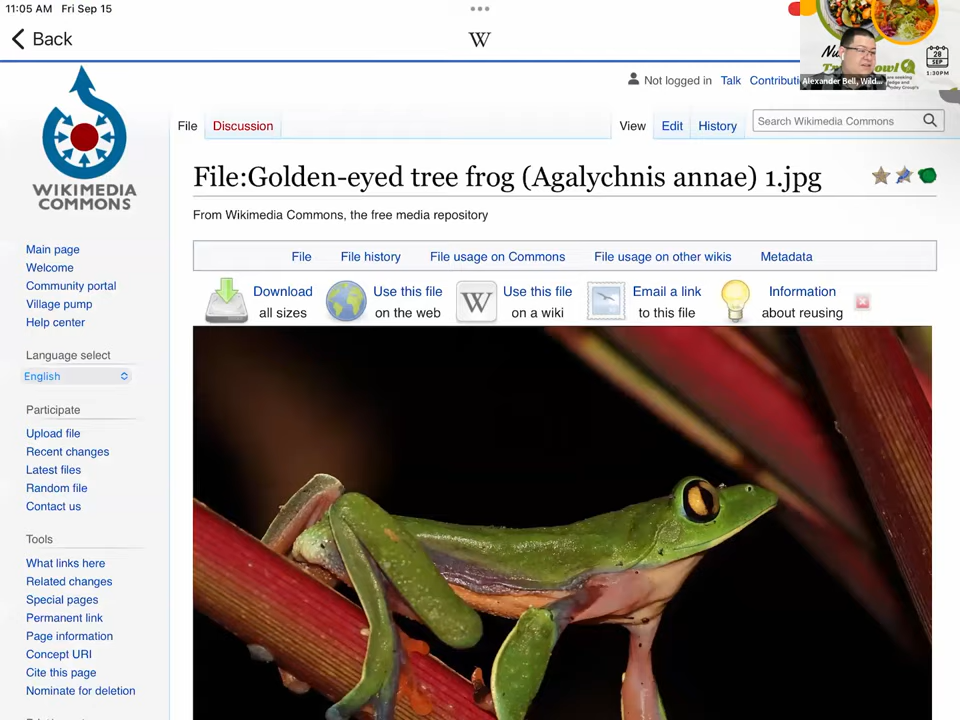 11:05 AM Fri Sep 15
Back
W
28
SEP
1:30PM
Alexander Bell, Wild...
Not logged in Talk
File Discussion View Edit History Search Wikimedia Commons
WIKIMEDIA
COMMONS
File:Golden-eyed tree frog (Agalychnis annae) 1.jpg
From Wikimedia Commons, the free media repository
File File history File usage on Commons File usage on other wikis Metadata
Download
all sizes
Use this file
on the web
W
Use this file
on a wiki
Email a link
to this file
Information
about reusing
Main page
Welcome
Community portal
Village pump
Help center
Language select
English
Participate
Upload file
Recent changes
Latest files
Random file
Contact us
Tools
What links here
Related changes
Special pages
Permanent link
Page information
Concept URI
Cite this page
Nominate for deletion